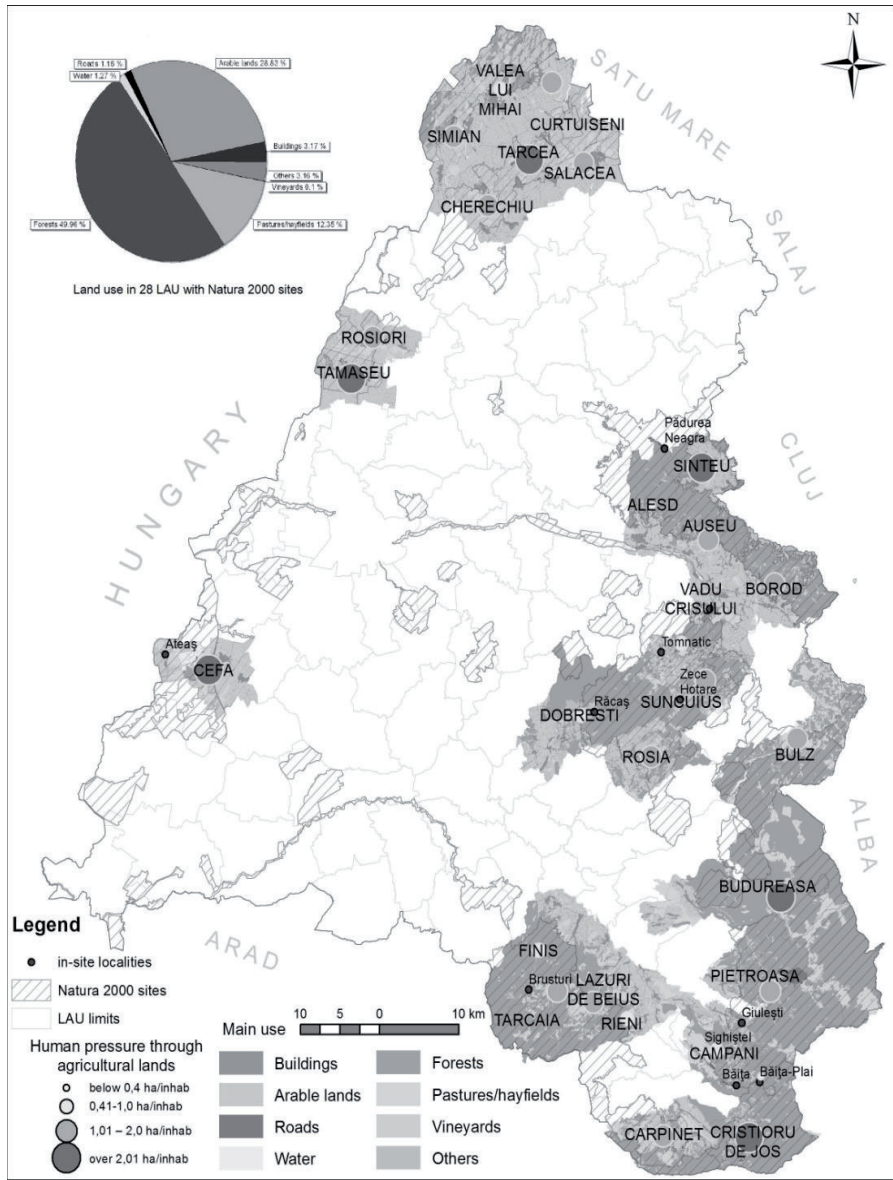 N
Roads 1.16 %
Water 1.27 %
Arable lands 28.83 %
Buildings 3.17 %
Others 3.16 %
Vineyards 0.1 %
Pastures/hayfields 12.35 %
Forests 49.96 %
Land use in 28 LAU with Natura 2000 sites
SATU MARE
SALAJ
CLUJ
ALBA
ARAD
HUNGARY
VALEA
LUI
MIHAI
CURTUISENI
SIMIAN
TARCEA
SALACEA
CHERECHIU
ROSIORI
TAMASEU
Pădurea
Neagra
SINTEU
ALESD
AUSEU
VADU
CRISULUI
BOROD
Ateaş
CEFA
Tomnatic
Zece
Hotare
SUNCUIUS
Răcaş
DOBRESTI
ROSIA
BULZ
BUDUREASA
FINIS
Brusturi
LAZURI
DE BEIUS
TARCAIA
RIENI
PIETROASA
Giuleşti
Sighiştel
CAMPANI
Băiţa
Băiţa-Plai
CARPINET
CRISTIORU
DE JOS
Legend
in-site localities
Natura 2000 sites
LAU limits
Human pressure through
agricultural lands
below 0,4 ha/inhab
0,41-1,0 ha/inhab
1,01 – 2,0 ha/inhab
over 2,01 ha/inhab
Main use
10 5 0 10 km
Buildings
Arable lands
Roads
Water
Forests
Pastures/hayfields
Vineyards
Others